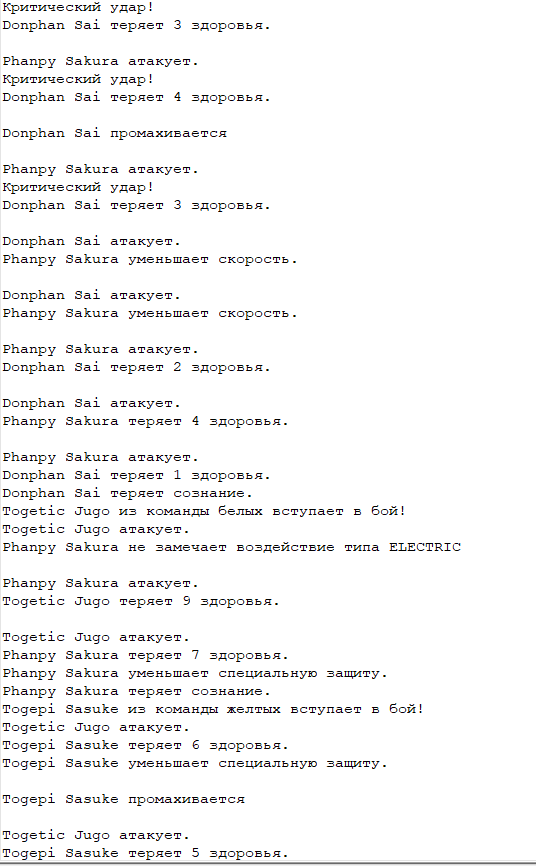 Критический удар!
Donphan Sai теряет 3 здоровья.
Phanpy Sakura атакует.
Критический удар!
Donphan Sai теряет 4 здоровья.
Donphan Sai промахивается
Phanpy Sakura атакует.
Критический удар!
Donphan Sai теряет 3 здоровья.
Donphan Sai атакует.
Phanpy Sakura уменьшает скорость.
Donphan Sai атакует.
Phanpy Sakura уменьшает скорость.
Phanpy Sakura атакует.
Donphan Sai теряет 2 здоровья.
Donphan Sai атакует.
Phanpy Sakura теряет 4 здоровья.
Phanpy Sakura атакует.
Donphan Sai теряет 1 здоровья.
Donphan Sai теряет сознание.
Togetic Jugo из команды белых вступает в бой!
Togetic Jugo атакует.
Phanpy Sakura не замечает воздействие типа ELECTRIC
Phanpy Sakura атакует.
Togetic Jugo теряет 9 здоровья.
Togetic Jugo атакует.
Phanpy Sakura теряет 7 здоровья.
Phanpy Sakura уменьшает специальную защиту.
Phanpy Sakura теряет сознание.
Togepi Sasuke из команды желтых вступает в бой!
Togetic Jugo атакует.
Togepi Sasuke теряет 6 здоровья.
Togepi Sasuke уменьшает специальную защиту.
Togepi Sasuke промахивается
Togetic Jugo атакует.
Togepi Sasuke теряет 5 здоровья.